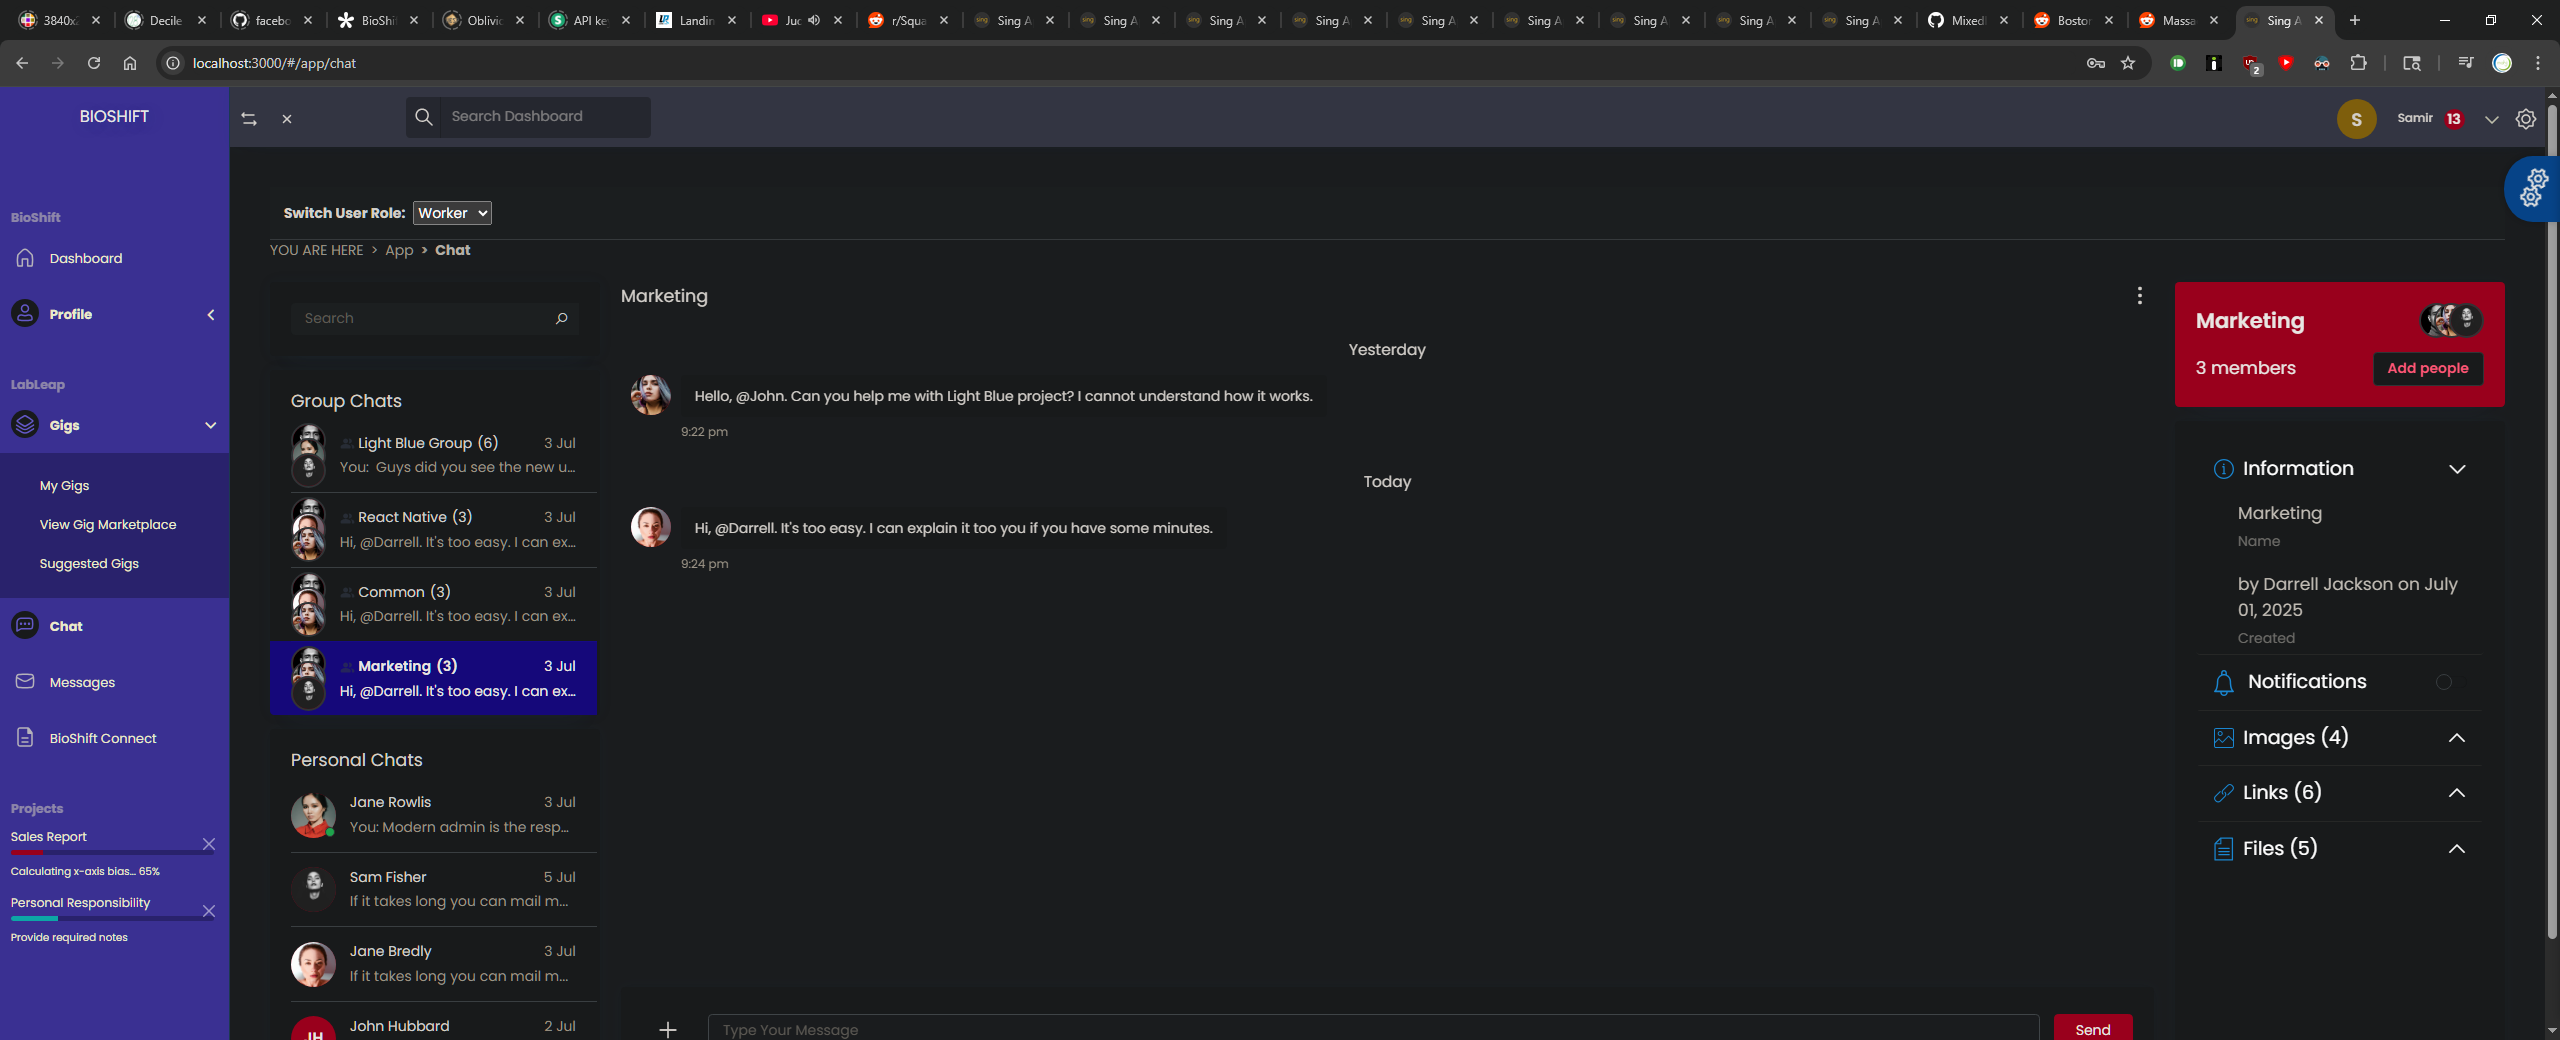 3840x2
Decile
facebo
BioShi
Oblivio
API ke
Landin
Juc
r/Squa
Sing A
Sing A
Sing A
Sing A
Sing A
Sing A
Sing A
Sing A
Sing A
Mixed
Boston
Massa
Sing A
localhost:3000/#/app/chat
2
BIOSHIFT
Search Dashboard
S
Samir
13
BioShift
Dashboard
Profile
LabLeap
Gigs
My Gigs
View Gig Marketplace
Suggested Gigs
Chat
Messages
BioShift Connect
Projects
Sales Report
Calculating x-axis bias... 65%
Personal Responsibility
Provide required notes
Switch User Role: Worker
YOU ARE HERE > App > Chat
Search
Group Chats
Light Blue Group (6) 3 Jul
You: Guys did you see the new u...
React Native (3) 3 Jul
Hi, @Darrell. It's too easy. I can ex...
Common (3) 3 Jul
Hi, @Darrell. It's too easy. I can ex...
Marketing (3) 3 Jul
Hi, @Darrell. It's too easy. I can ex...
Personal Chats
Jane Rowlis 3 Jul
You: Modern admin is the resp...
Sam Fisher 5 Jul
If it takes long you can mail m...
Jane Bredly 3 Jul
If it takes long you can mail m...
JH
John Hubbard 2 Jul
Marketing
Yesterday
Hello, @John. Can you help me with Light Blue project? I cannot understand how it works.
9:22 pm
Today
Hi, @Darrell. It's too easy. I can explain it too you if you have some minutes.
9:24 pm
Type Your Message
Send
Marketing
3 members
Add people
Information
Marketing
Name
by Darrell Jackson on July
01, 2025
Created
Notifications
Images (4)
Links (6)
Files (5)